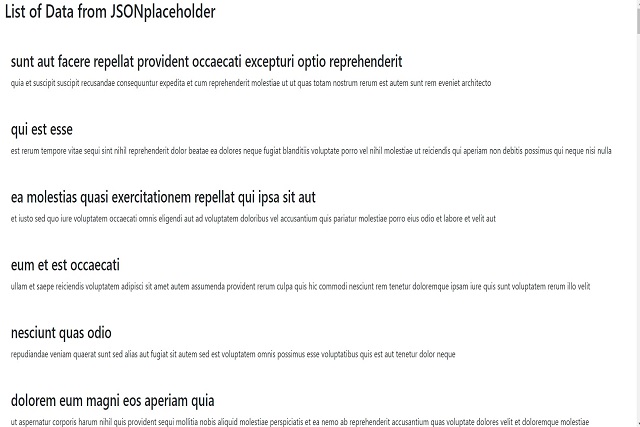 List of Data from JSONplaceholder
sunt aut facere repellat provident occaecati excepturi optio reprehenderit
quia et suscipit suscipit recusandae consequuntur expedita et cum reprehenderit molestiae ut ut quas totam nostrum rerum est autem sunt rem eveniet architecto
qui est esse
est rerum tempore vitae sequi sint nihil reprehenderit dolor beatae ea dolores neque fugiat blanditiis voluptate porro vel nihil molestiae ut reiciendis qui aperiam non debitis possimus qui neque nisi nulla
ea molestias quasi exercitationem repellat qui ipsa sit aut
et iusto sed quo iure voluptatem occaecati omnis eligendi aut ad voluptatem doloribus vel accusantium quis pariatur molestiae porro eius odio et labore et velit aut
eum et est occaecati
ullam et saepe reiciendis voluptatem adipisci sit amet autem assumenda provident rerum culpa quis hic commodi nesciunt rem tenetur doloremque ipsam iure quis sunt voluptatem rerum illo velit
nesciunt quas odio
repudiandae veniam quaerat sunt sed alias aut fugiat sit autem sed est voluptatem omnis possimus esse voluptatibus quis est aut tenetur dolor neque
dolorem eum magni eos aperiam quia
ut aspernatur corporis harum nihil quis provident sequi mollitia nobis aliquid molestiae perspiciatis et ea nemo ab reprehenderit accusantium quas voluptate dolores velit et doloremque molestiae